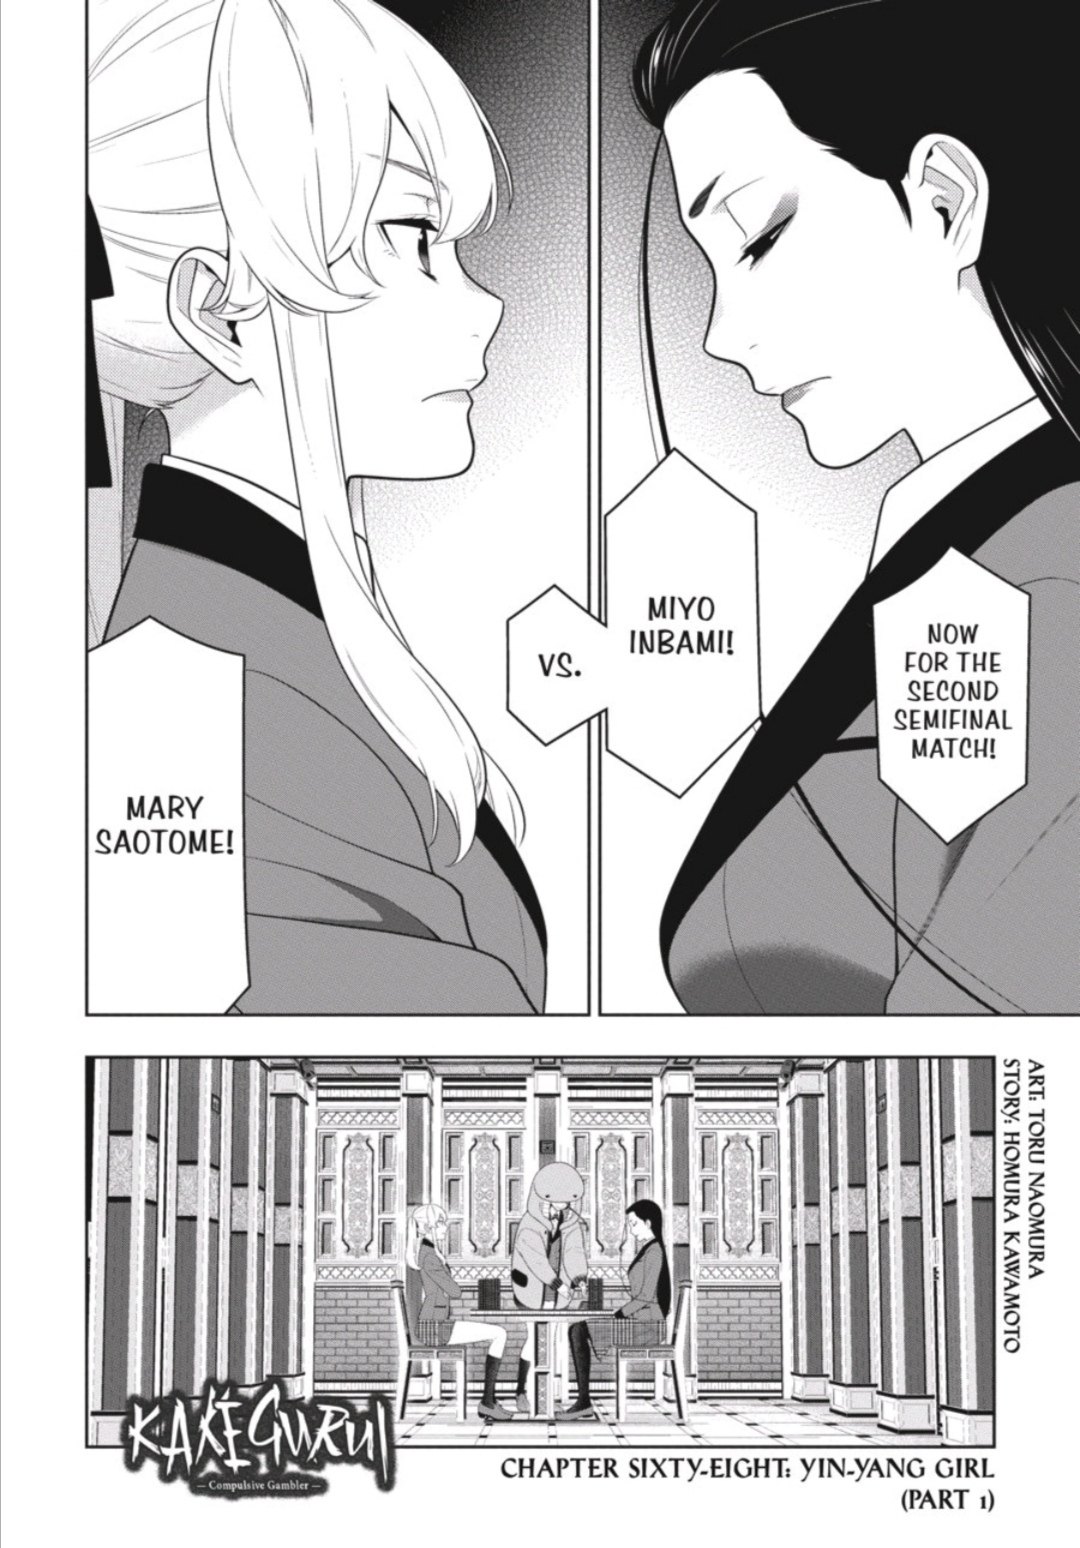 NOW
FOR THE
SECOND
SEMIFINAL
MATCH!
MIYO
INBAMI!
VS.
MARY
SAOTOME!
ART: TORU NAOMURA
STORY: HOMURA KAWAMOTO
KAKEGURUI
— Compulsive Gambler —
CHAPTER SIXTY-EIGHT: YIN-YANG GIRL
(PART 1)